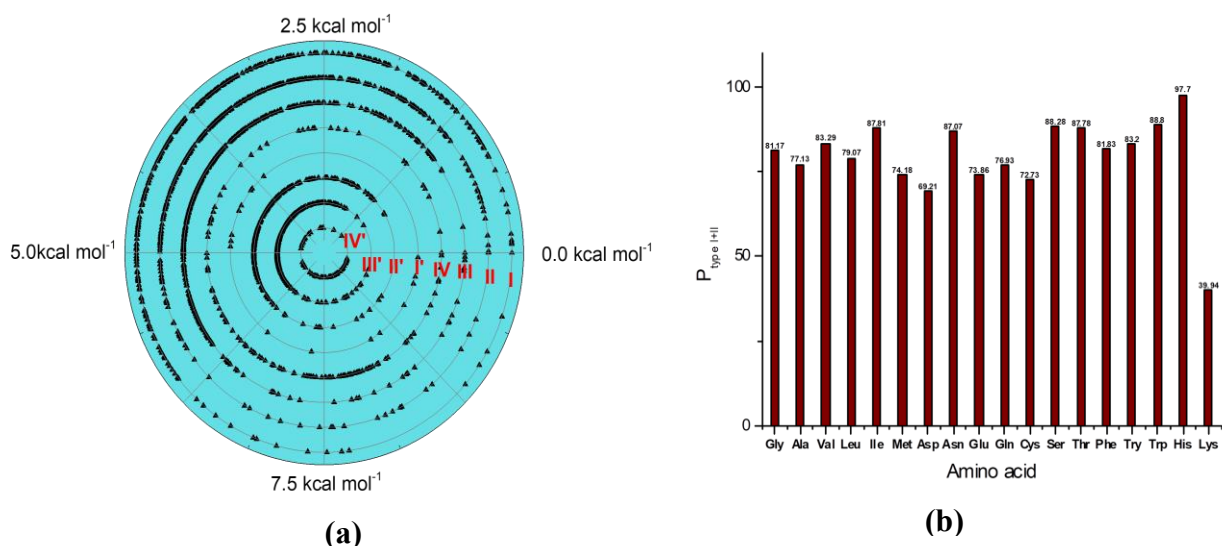 2.5 kcal mol⁻¹
5.0kcal mol⁻¹
0.0 kcal mol⁻¹
IV' III' II' I' IV III II I
7.5 kcal mol⁻¹
(a)
P type I+II
100
50
0
81.17 77.13 83.29 79.07 87.81 74.18 69.21 87.07 73.86 76.93 72.73 88.28 87.78 81.83 83.2 88.8 97.7 39.94
Gly Ala Val Leu Ile Met Asp Asn Glu Gln Cys Ser Thr Phe Try Trp His Lys
Amino acid
(b)